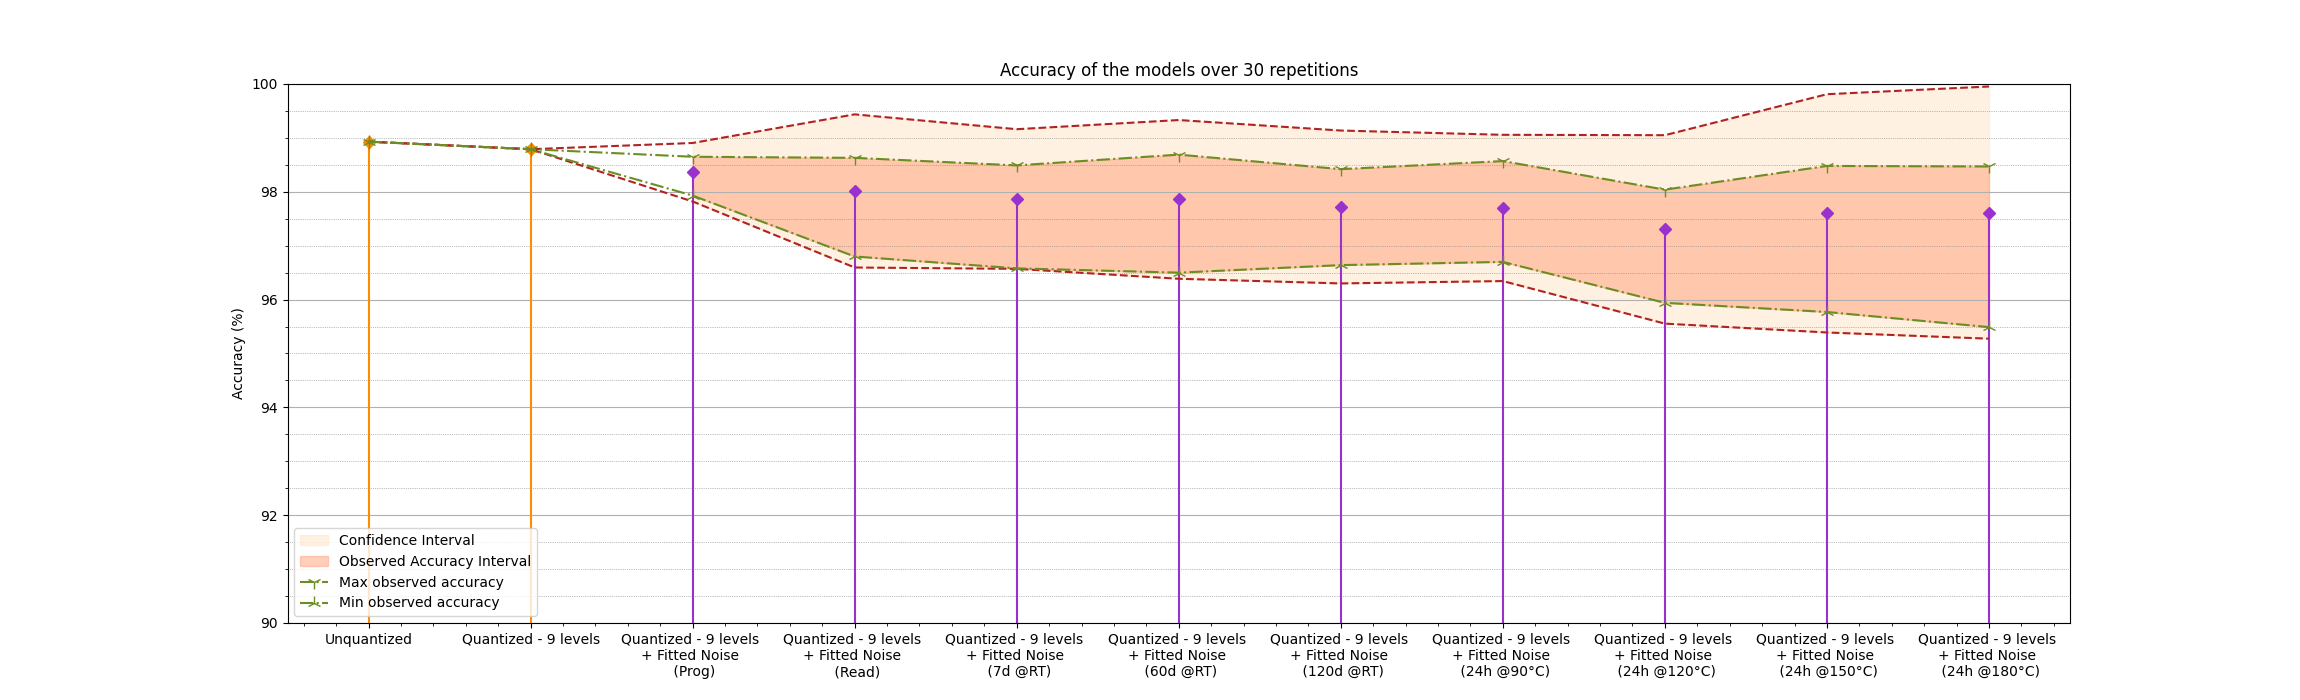 Accuracy of the models over 30 repetitions
100
98
96
94
92
90
Accuracy (%)
Confidence Interval
Observed Accuracy Interval
Max observed accuracy
Min observed accuracy
Unquantized
Quantized - 9 levels
Quantized - 9 levels
+ Fitted Noise
(Prog)
Quantized - 9 levels
+ Fitted Noise
(Read)
Quantized - 9 levels
+ Fitted Noise
(7d @RT)
Quantized - 9 levels
+ Fitted Noise
(60d @RT)
Quantized - 9 levels
+ Fitted Noise
(120d @RT)
Quantized - 9 levels
+ Fitted Noise
(24h @90°C)
Quantized - 9 levels
+ Fitted Noise
(24h @120°C)
Quantized - 9 levels
+ Fitted Noise
(24h @150°C)
Quantized - 9 levels
+ Fitted Noise
(24h @180°C)